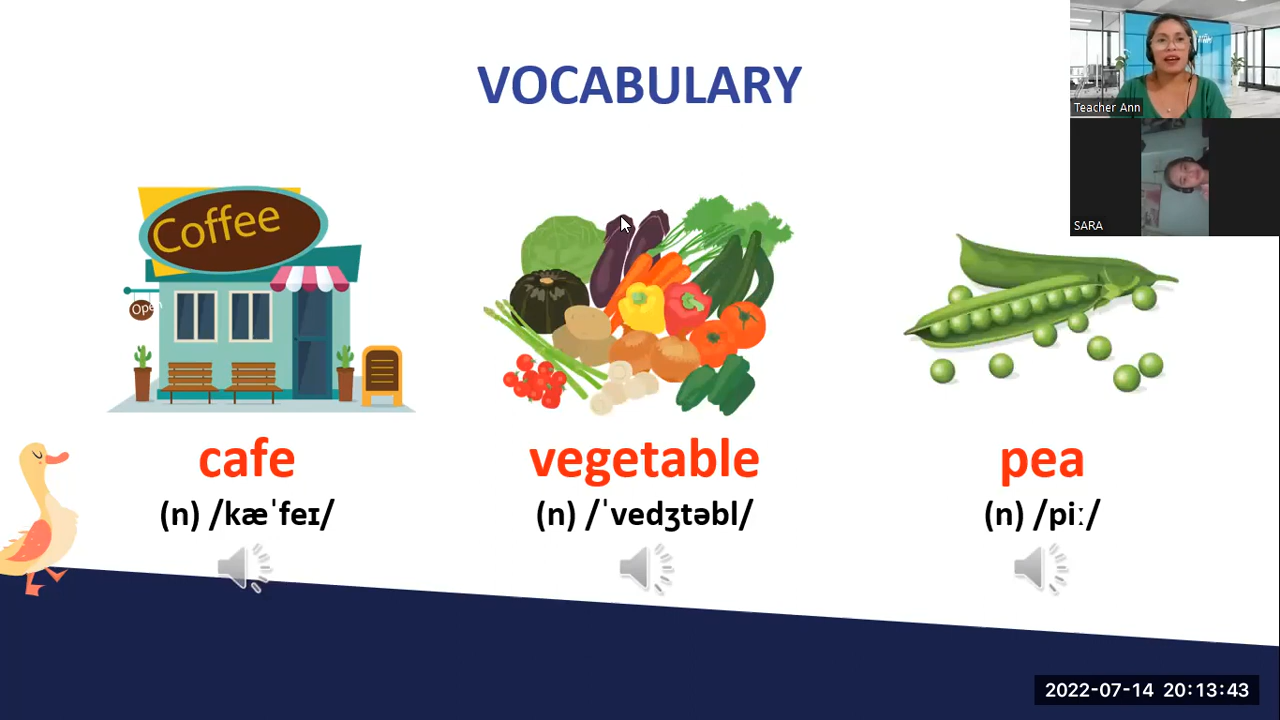 VOCABULARY
Teacher Ann
SARA
Coffee
Open
cafe
(n) /kæˈfeɪ/
vegetable
(n) /ˈvedʒtəbl/
pea
(n) /piː/
2022-07-14 20:13:43